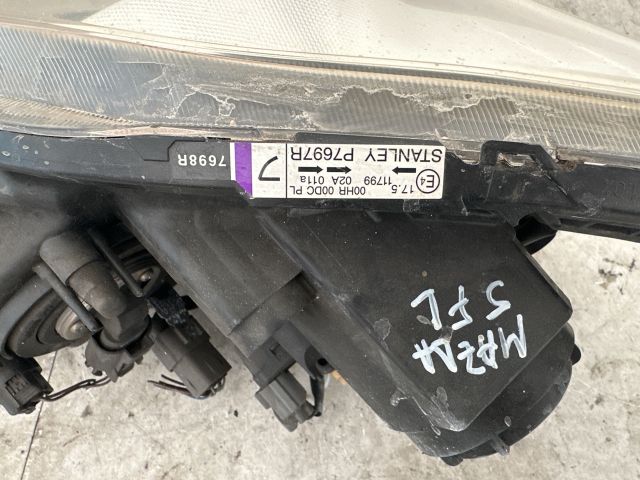 7698R
STANLEY P7697R
E4
17.5
11799 02A 011a
00HR 00DC PL
MAZDA
5 FL